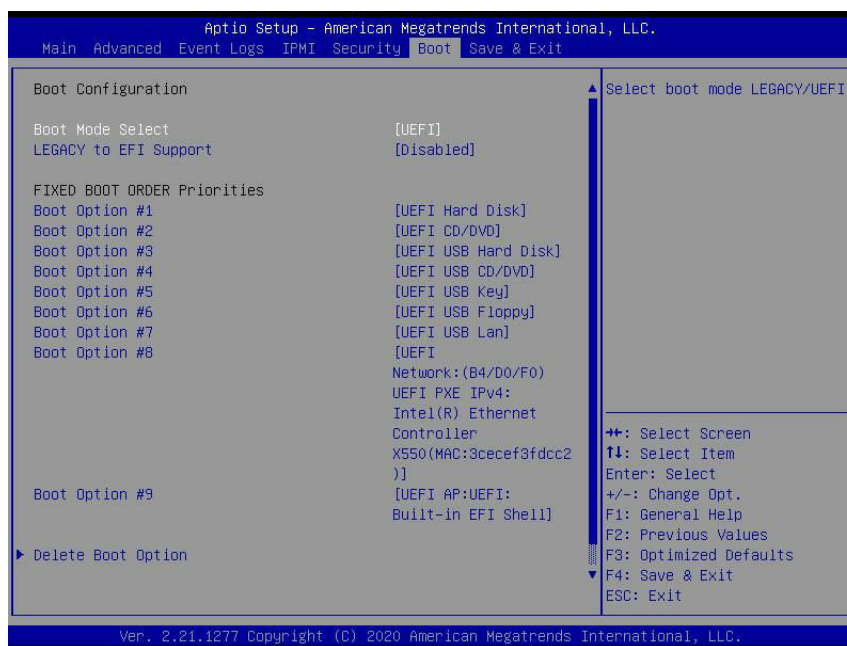 Aptio Setup – American Megatrends International, LLC.
Main Advanced Event Logs IPMI Security Boot Save & Exit
Boot Configuration
Select boot mode LEGACY/UEFI
Boot Mode Select [UEFI]
LEGACY to EFI Support [Disabled]
FIXED BOOT ORDER Priorities
Boot Option #1 [UEFI Hard Disk]
Boot Option #2 [UEFI CD/DVD]
Boot Option #3 [UEFI USB Hard Disk]
Boot Option #4 [UEFI USB CD/DVD]
Boot Option #5 [UEFI USB Key]
Boot Option #6 [UEFI USB Floppy]
Boot Option #7 [UEFI USB Lan]
Boot Option #8 [UEFI
Network:(B4/D0/F0)
UEFI PXE IPv4:
Intel(R) Ethernet
Controller
X550(MAC:3cecef3fdcc2
)]
Boot Option #9 [UEFI AP:UEFI:
Built-in EFI Shell]
Delete Boot Option
→←: Select Screen
↑↓: Select Item
Enter: Select
+/-: Change Opt.
F1: General Help
F2: Previous Values
F3: Optimized Defaults
F4: Save & Exit
ESC: Exit
Ver. 2.21.1277 Copyright (C) 2020 American Megatrends International, LLC.